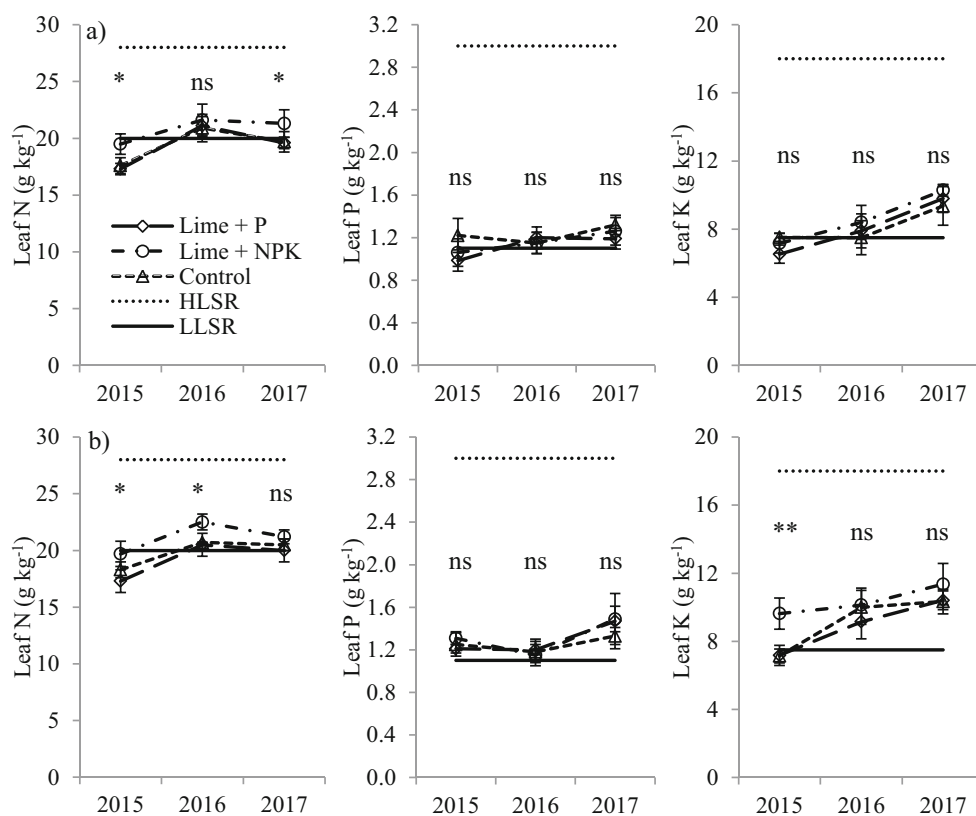 a)
Leaf N (g kg-1)
30
25
20
15
10
5
0
* ns *
Lime + P
Lime + NPK
Control
HLSR
LLSR
2015 2016 2017
Leaf P (g kg-1)
3.2
2.8
2.4
2.0
1.6
1.2
0.8
0.4
0.0
ns ns ns
2015 2016 2017
Leaf K (g kg-1)
20
16
12
8
4
0
ns ns ns
2015 2016 2017
b)
Leaf N (g kg-1)
30
25
20
15
10
5
0
* * ns
2015 2016 2017
Leaf P (g kg-1)
3.2
2.8
2.4
2.0
1.6
1.2
0.8
0.4
0.0
ns ns ns
2015 2016 2017
Leaf K (g kg-1)
20
16
12
8
4
0
** ns ns
2015 2016 2017